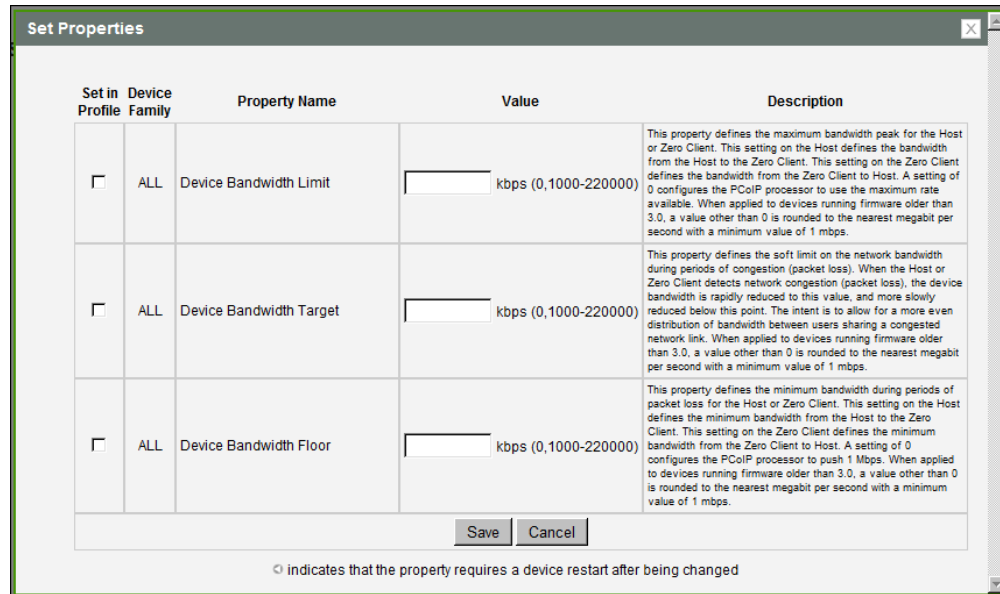 Set Properties
X
Set in Profile
Device Family
Property Name
Value
Description
ALL
Device Bandwidth Limit
kbps (0,1000-220000)
This property defines the maximum bandwidth peak for the Host
or Zero Client. This setting on the Host defines the bandwidth
from the Host to the Zero Client. This setting on the Zero Client
defines the bandwidth from the Zero Client to Host. A setting of
0 configures the PCoIP processor to use the maximum rate
available. When applied to devices running firmware older than
3.0, a value other than 0 is rounded to the nearest megabit per
second with a minimum value of 1 mbps.
ALL
Device Bandwidth Target
kbps (0,1000-220000)
This property defines the soft limit on the network bandwidth
during periods of congestion (packet loss). When the Host or
Zero Client detects network congestion (packet loss), the device
bandwidth is rapidly reduced to this value, and more slowly
reduced below this point. The intent is to allow for a more even
distribution of bandwidth between users sharing a congested
network link. When applied to devices running firmware older
than 3.0, a value other than 0 is rounded to the nearest megabit
per second with a minimum value of 1 mbps.
ALL
Device Bandwidth Floor
kbps (0,1000-220000)
This property defines the minimum bandwidth during periods of
packet loss for the Host or Zero Client. This setting on the Host
defines the minimum bandwidth from the Host to the Zero
Client. This setting on the Zero Client defines the minimum
bandwidth from the Zero Client to Host. A setting of 0
configures the PCoIP processor to push 1 Mbps. When applied
to devices running firmware older than 3.0, a value other than 0
is rounded to the nearest megabit per second with a minimum
value of 1 mbps.
Save
Cancel
indicates that the property requires a device restart after being changed